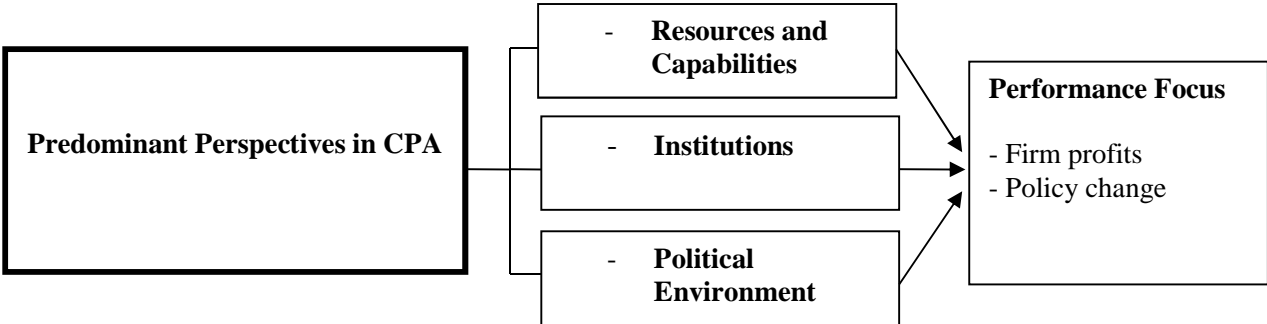 Predominant Perspectives in CPA
- Resources and
Capabilities
- Institutions
- Political
Environment
Performance Focus
- Firm profits
- Policy change